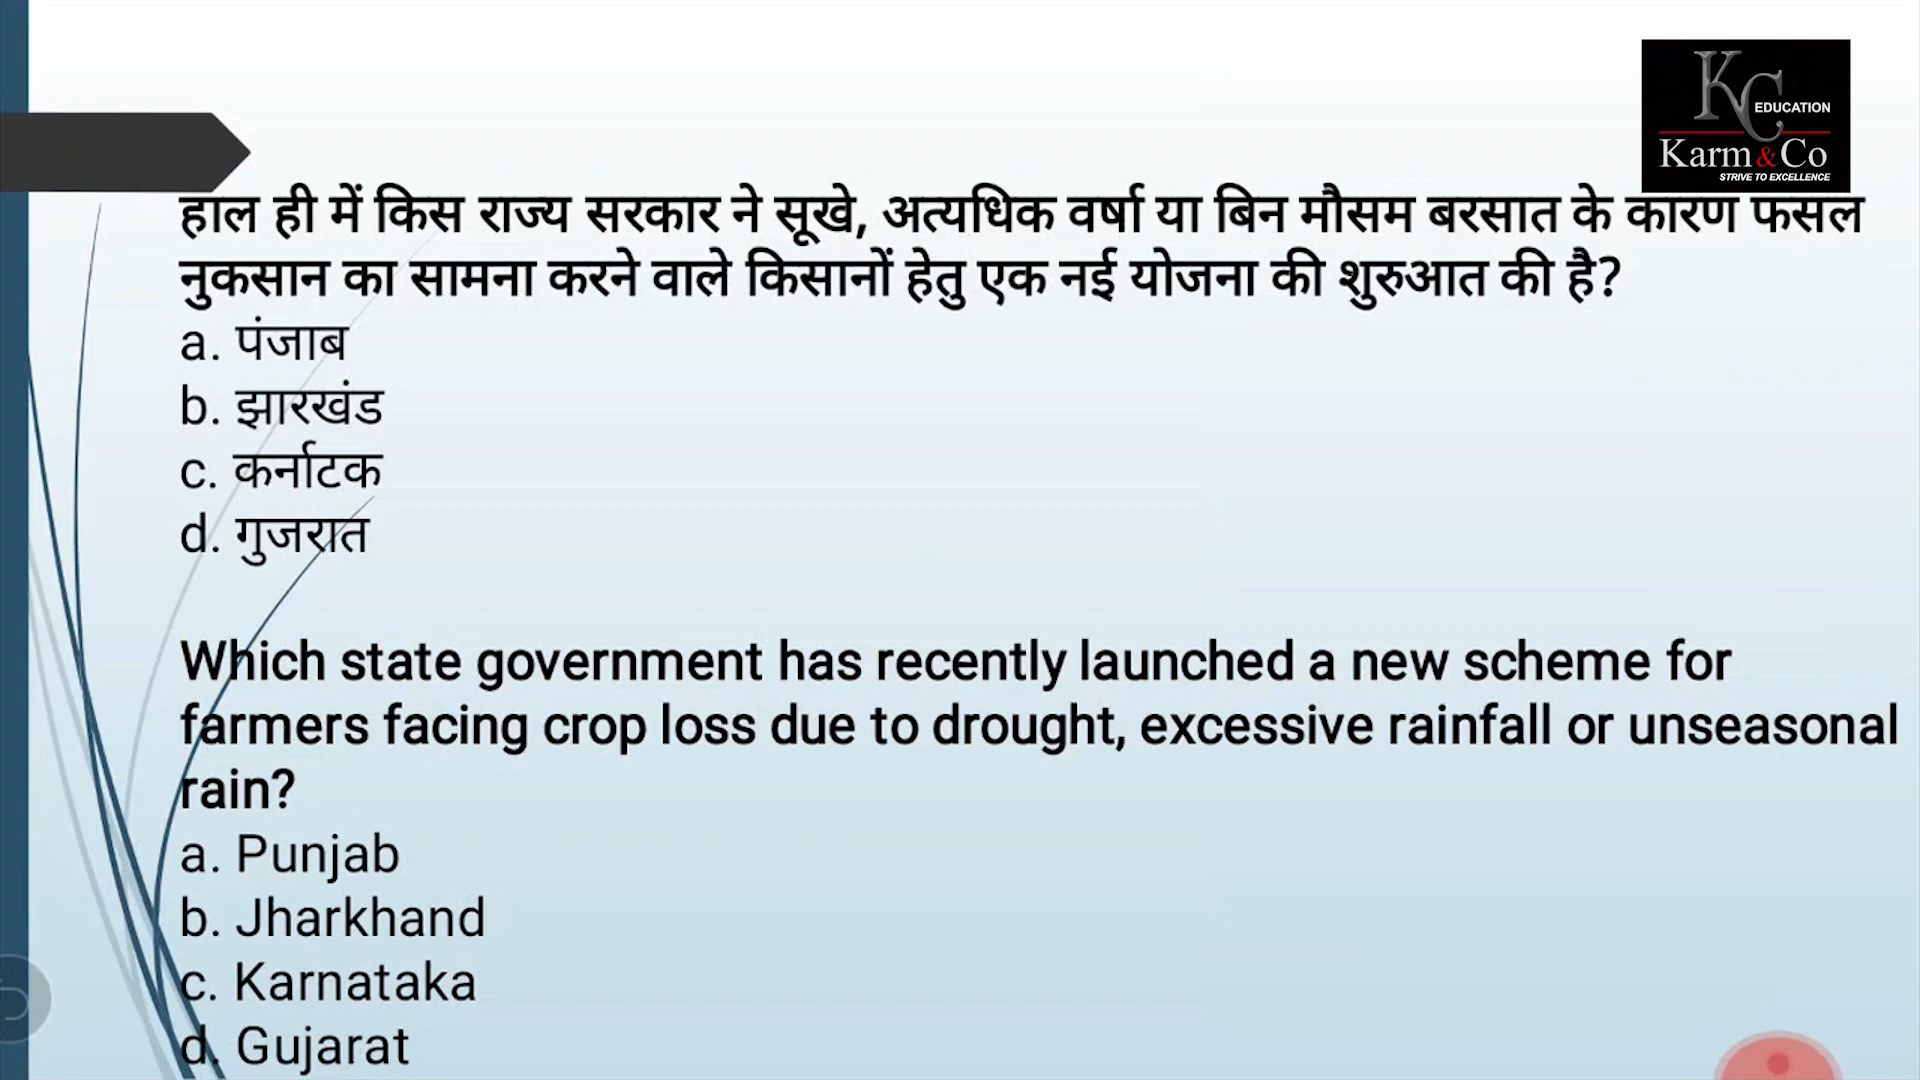 KC
EDUCATION
Karm & Co
STRIVE TO EXCELLENCE
हाल ही में किस राज्य सरकार ने सूखे, अत्यधिक वर्षा या बिन मौसम बरसात के कारण फसल
नुकसान का सामना करने वाले किसानों हेतु एक नई योजना की शुरुआत की है?
a. पंजाब
b. झारखंड
c. कर्नाटक
d. गुजरात
Which state government has recently launched a new scheme for
farmers facing crop loss due to drought, excessive rainfall or unseasonal
rain?
a. Punjab
b. Jharkhand
c. Karnataka
d. Gujarat